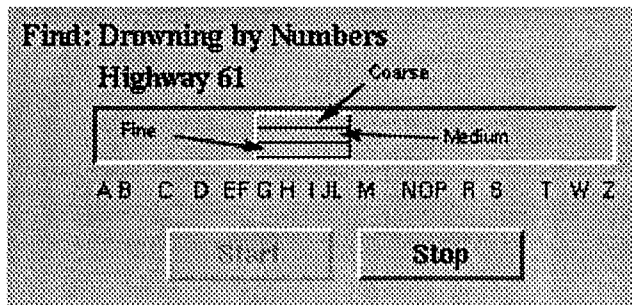 Find: Drowning by Numbers
Highway 61
Coarse
Fine
Medium
A B C D E F G H I J L M N O P R S T W Z
Start Stop